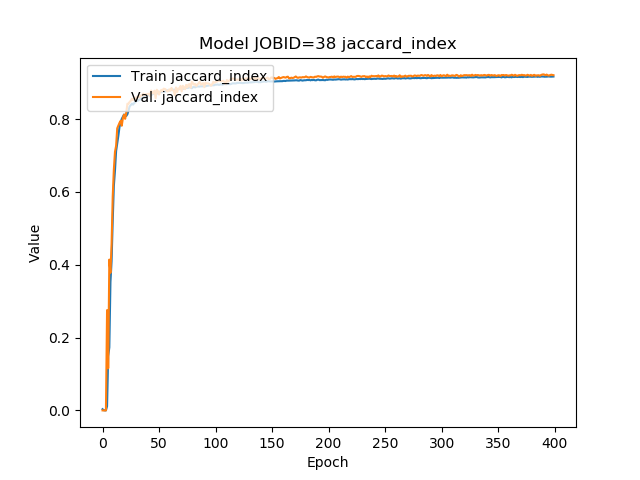 Model JOBID=38 jaccard_index
Train jaccard_index
Val. jaccard_index
0.8
0.6
0.4
0.2
0.0
Value
0 50 100 150 200 250 300 350 400
Epoch